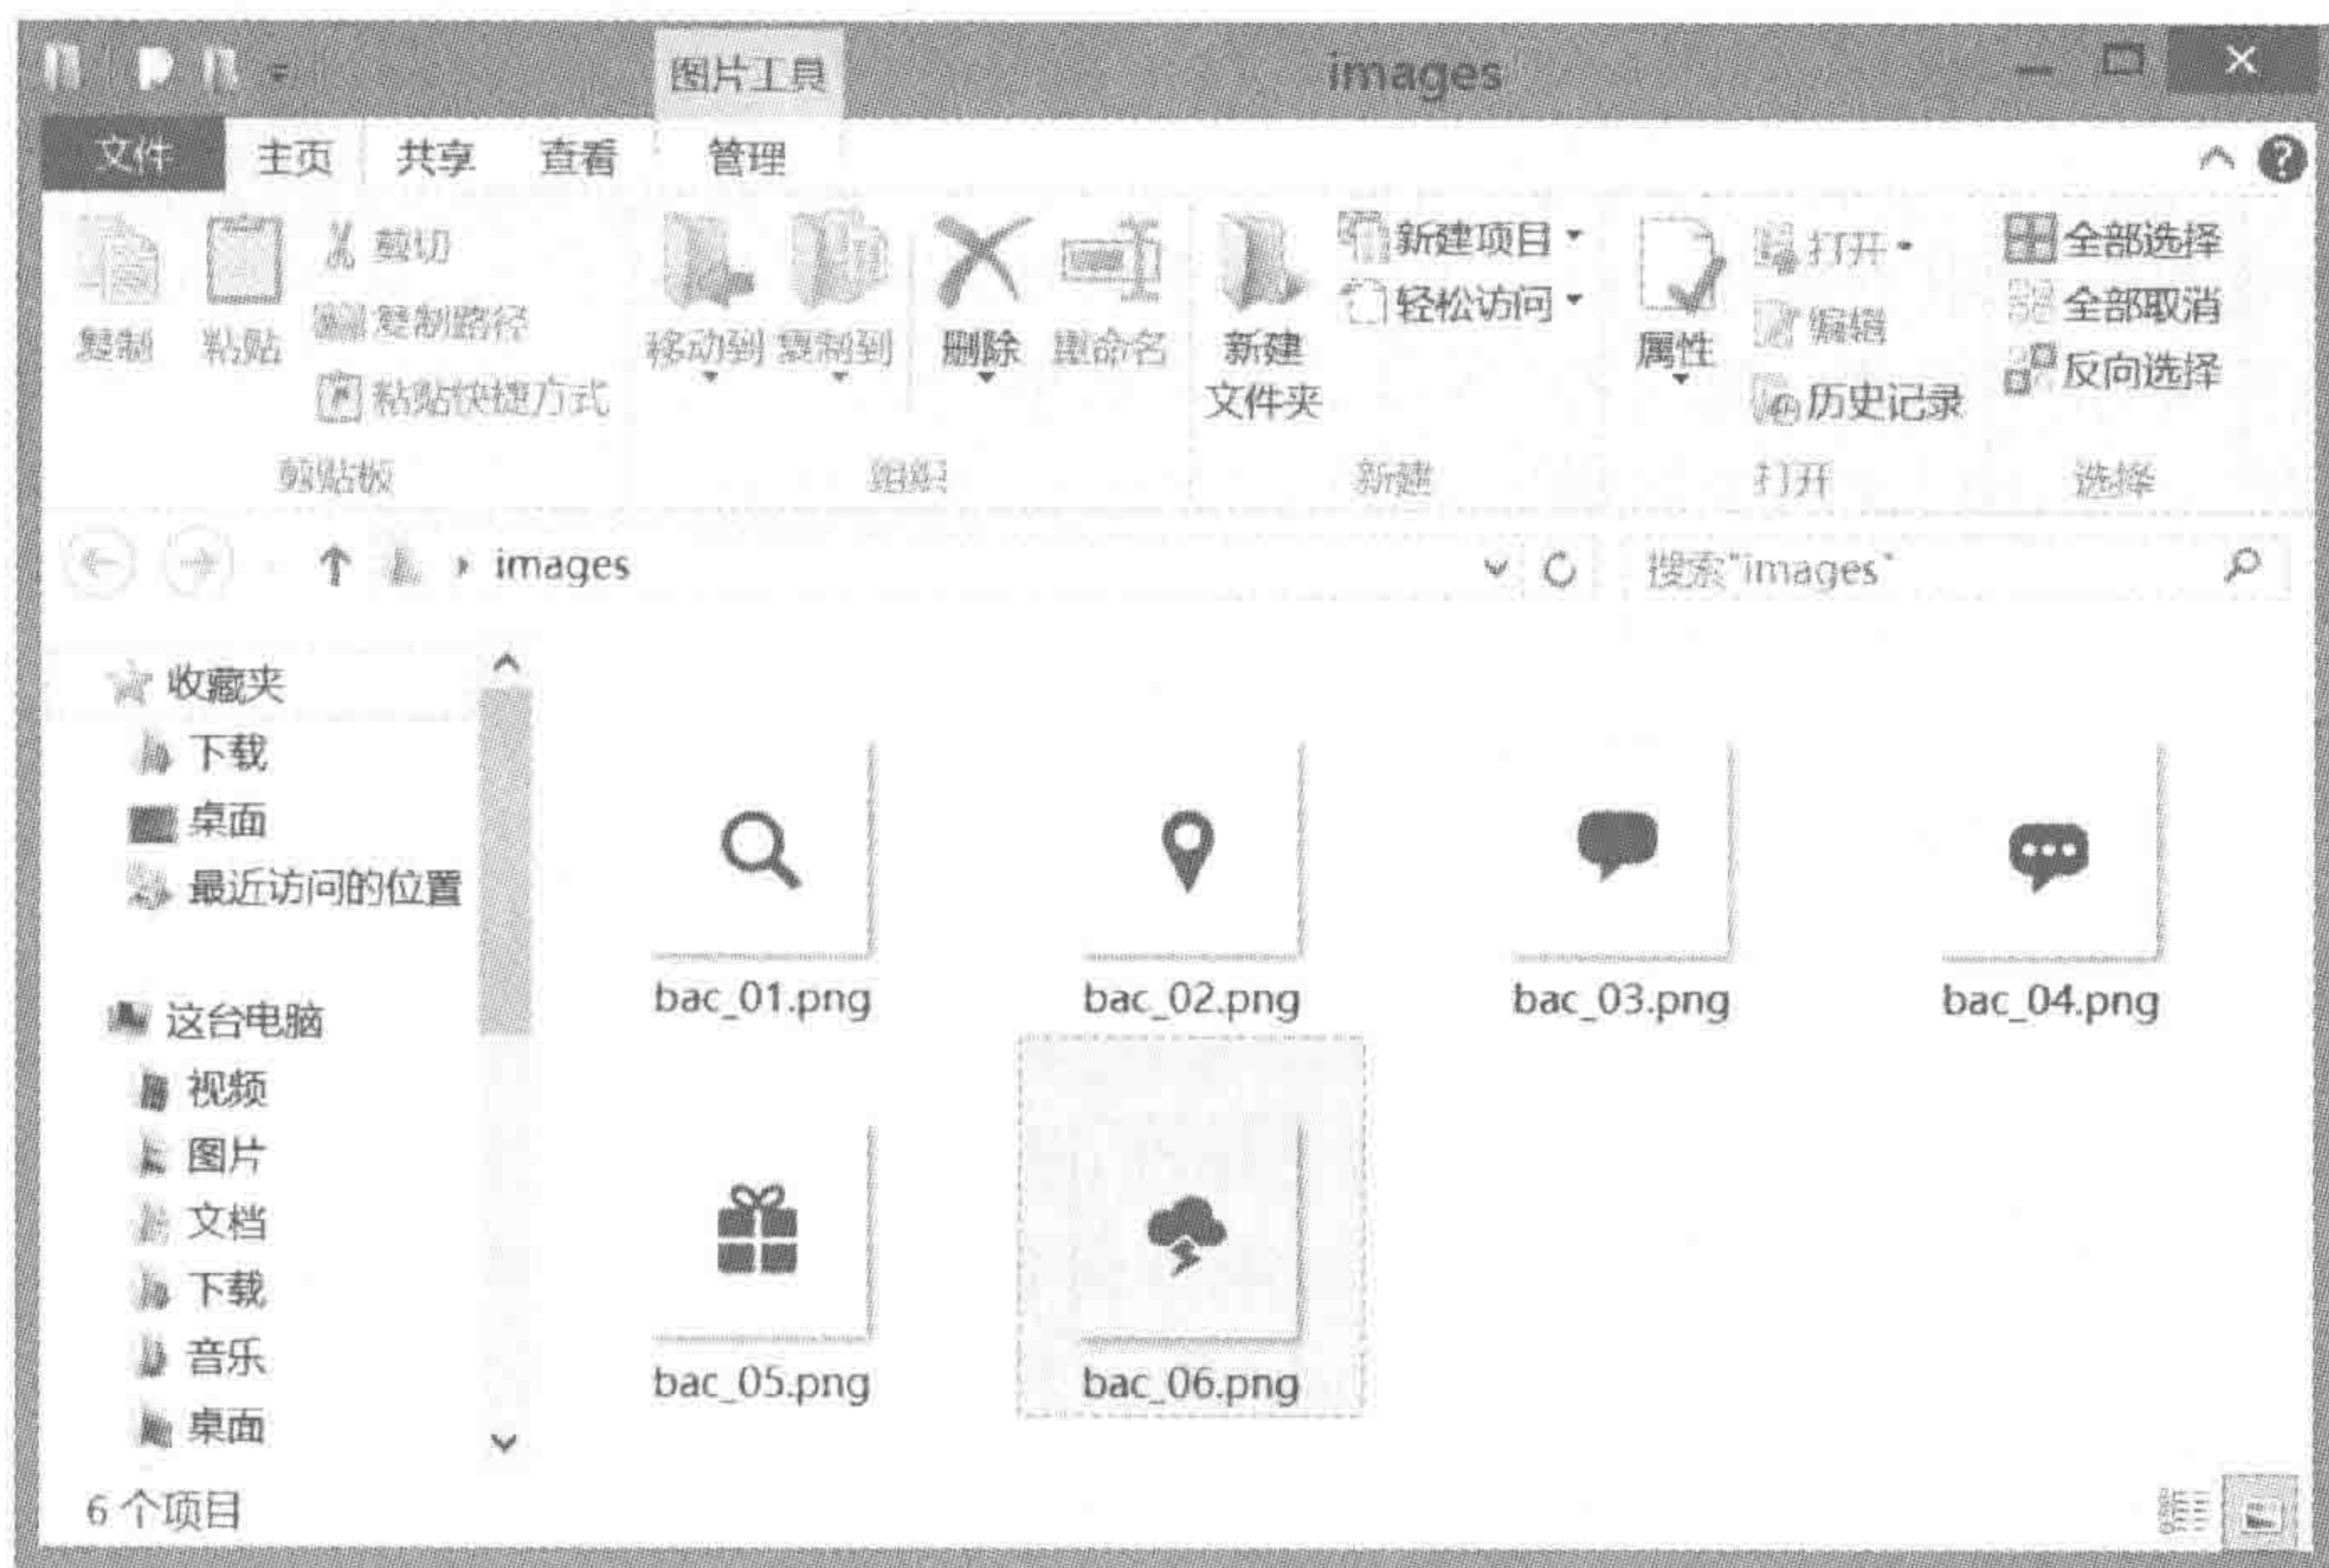 图片工具 images
文件 主页 共享 查看 管理
复制
粘贴
剪切
复制路径
粘贴快捷方式
剪贴板
移动到 复制到 删除 重命名
组织
新建
文件夹
新建项目
轻松访问
新建
属性
打开
编辑
历史记录
打开
全部选择
全部取消
反向选择
选择
images
搜索"images"
收藏夹
下载
桌面
最近访问的位置
这台电脑
视频
图片
文档
下载
音乐
桌面
bac_01.png bac_02.png bac_03.png bac_04.png
bac_05.png bac_06.png
6 个项目